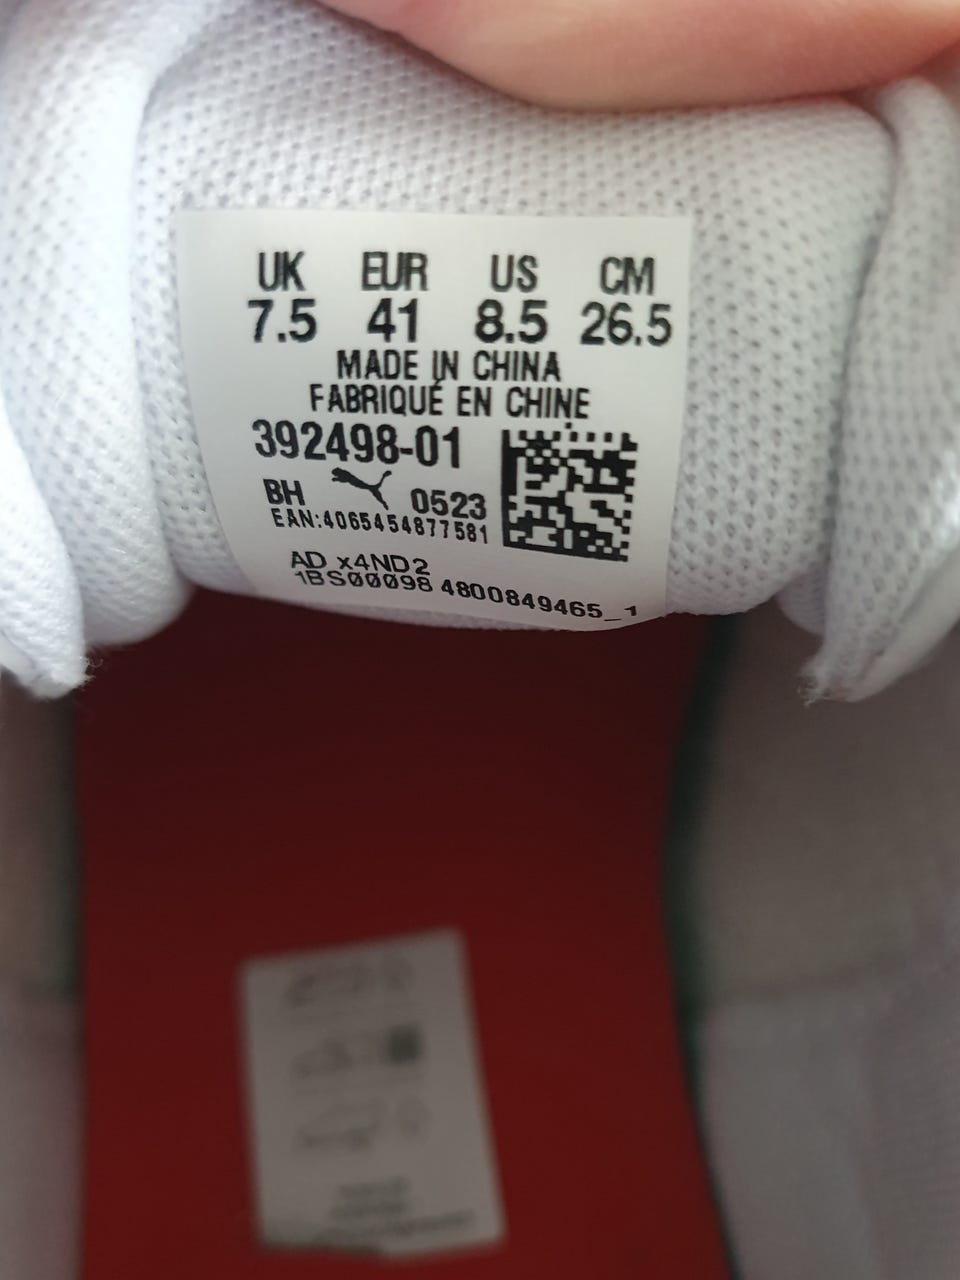 UK EUR US CM
7.5 41 8.5 26.5
MADE IN CHINA
FABRIQUÉ EN CHINE
392498-01
BH 0523
EAN:4065454877581
AD x4ND2
1BS00098 4800849465_1